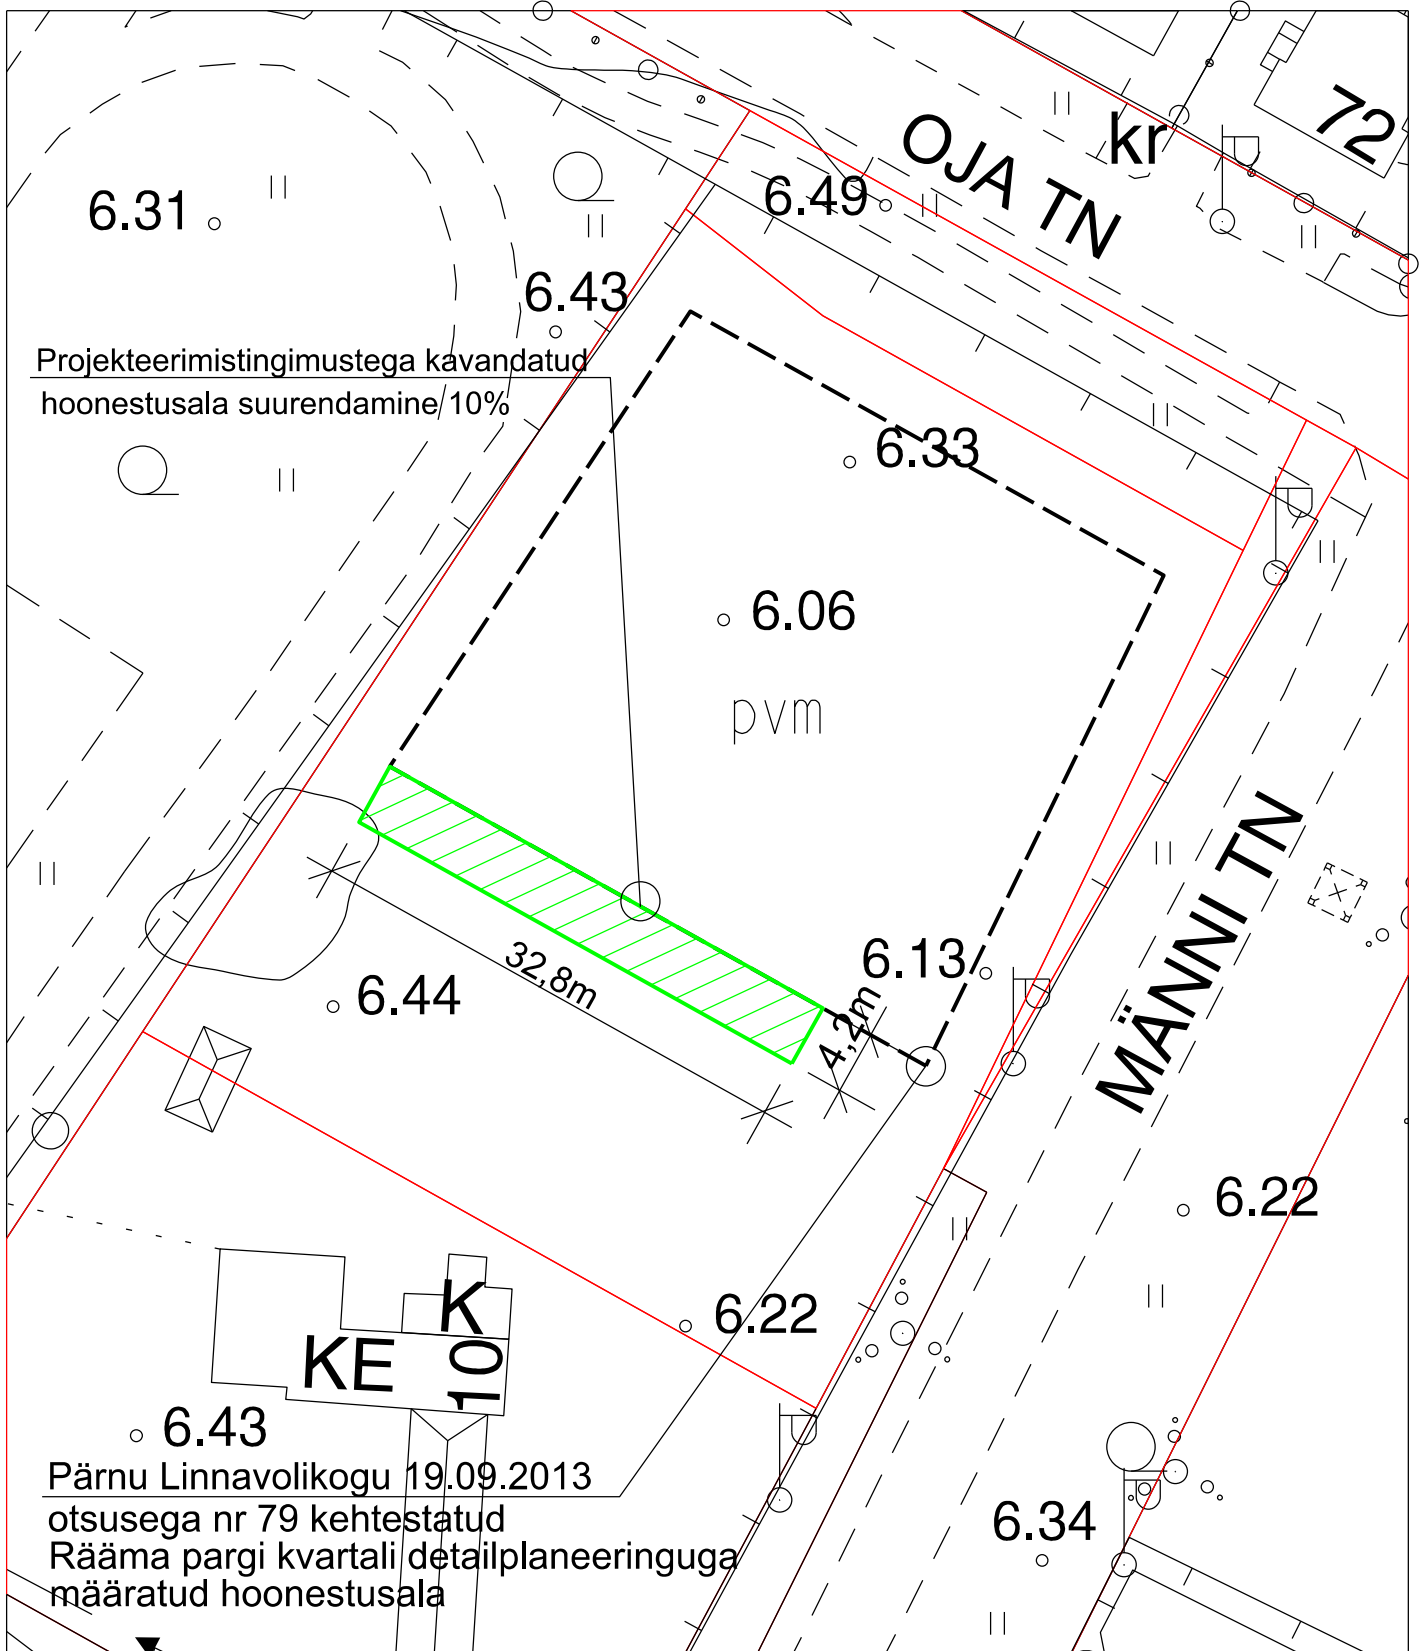 72
kr
OJA TN
6.49
6.31
6.43
Projekteerimistingimustega kavandatud
hoonestusala suurendamine 10%
6.33
6.06
pvm
MÄNNI TN
6.13
32,8m
4,2m
6.44
6.22
6.22
K
KE
10
6.43
Pärnu Linnavolikogu 19.09.2013
otsusega nr 79 kehtestatud
Rääma pargi kvartali detailplaneeringuga
määratud hoonestusala
6.34